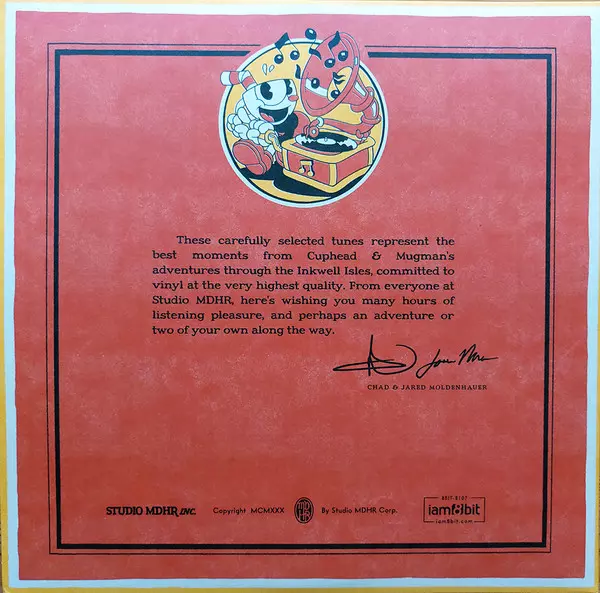 These carefully selected tunes represent the
best moments from Cuphead & Mugman's
adventures through the Inkwell Isles, committed to
vinyl at the very highest quality. From everyone at
Studio MDHR, here's wishing you many hours of
listening pleasure, and perhaps an adventure or
two of your own along the way.
CHAD & JARED MOLDENHAUER
STUDIO MDHR INC.
Copyright MCMXXX
By Studio MDHR Corp.
8BIT-8107
iam8bit
iam8bit.com